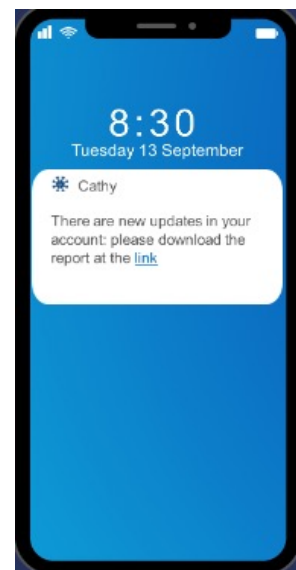 8:30
Tuesday 13 September
Cathy
There are new updates in your
account: please download the
report at the link